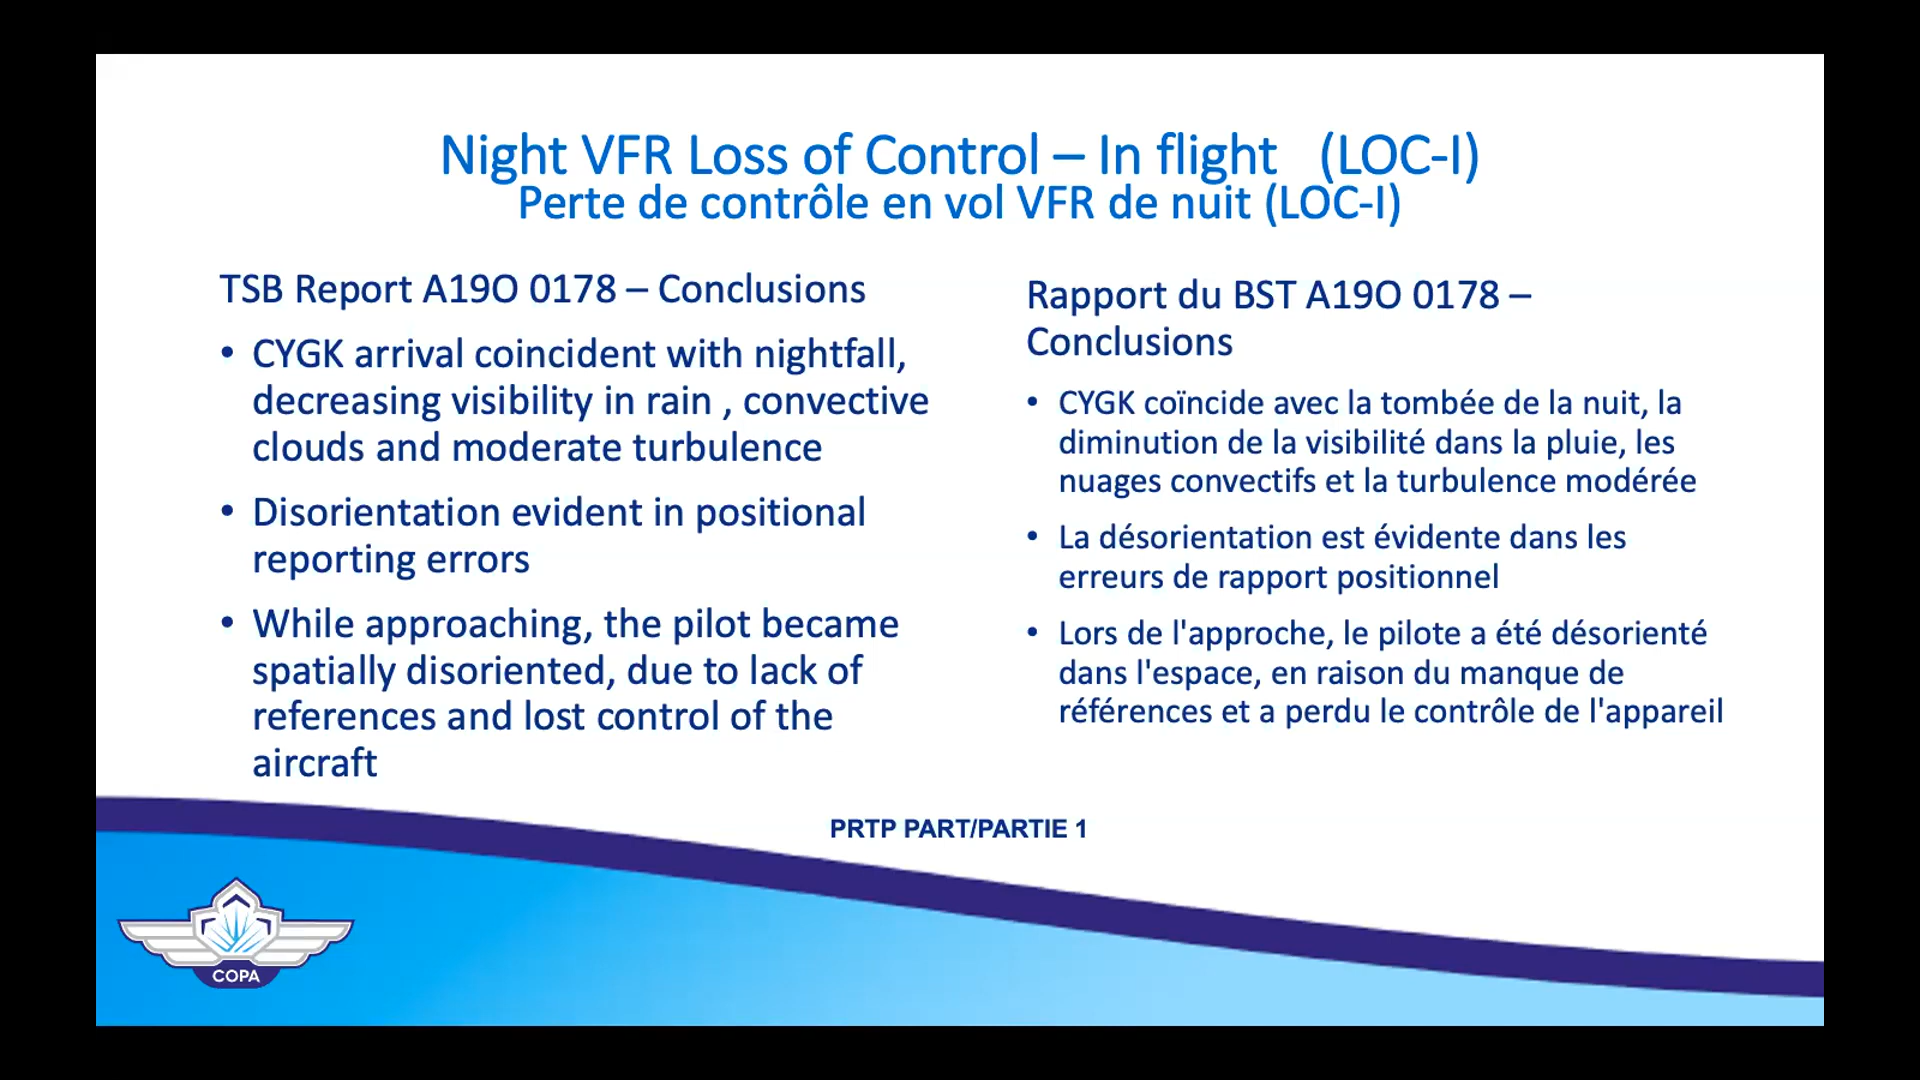 Night VFR Loss of Control – In flight (LOC-I)
Perte de contrôle en vol VFR de nuit (LOC-I)
TSB Report A19O 0178 – Conclusions
• CYGK arrival coincident with nightfall,
decreasing visibility in rain , convective
clouds and moderate turbulence
• Disorientation evident in positional
reporting errors
• While approaching, the pilot became
spatially disoriented, due to lack of
references and lost control of the
aircraft
Rapport du BST A19O 0178 –
Conclusions
• CYGK coïncide avec la tombée de la nuit, la
diminution de la visibilité dans la pluie, les
nuages convectifs et la turbulence modérée
• La désorientation est évidente dans les
erreurs de rapport positionnel
• Lors de l'approche, le pilote a été désorienté
dans l'espace, en raison du manque de
références et a perdu le contrôle de l'appareil
PRTP PART/PARTIE 1
COPA